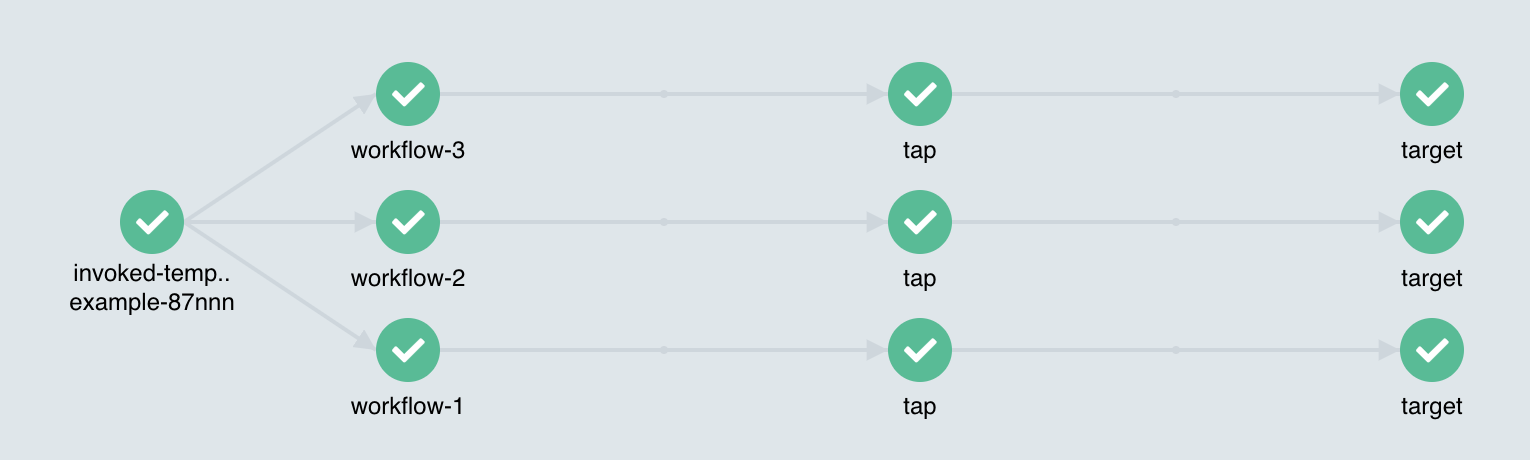 workflow-3
tap
target
invoked-temp..
example-87nnn
workflow-2
tap
target
workflow-1
tap
target